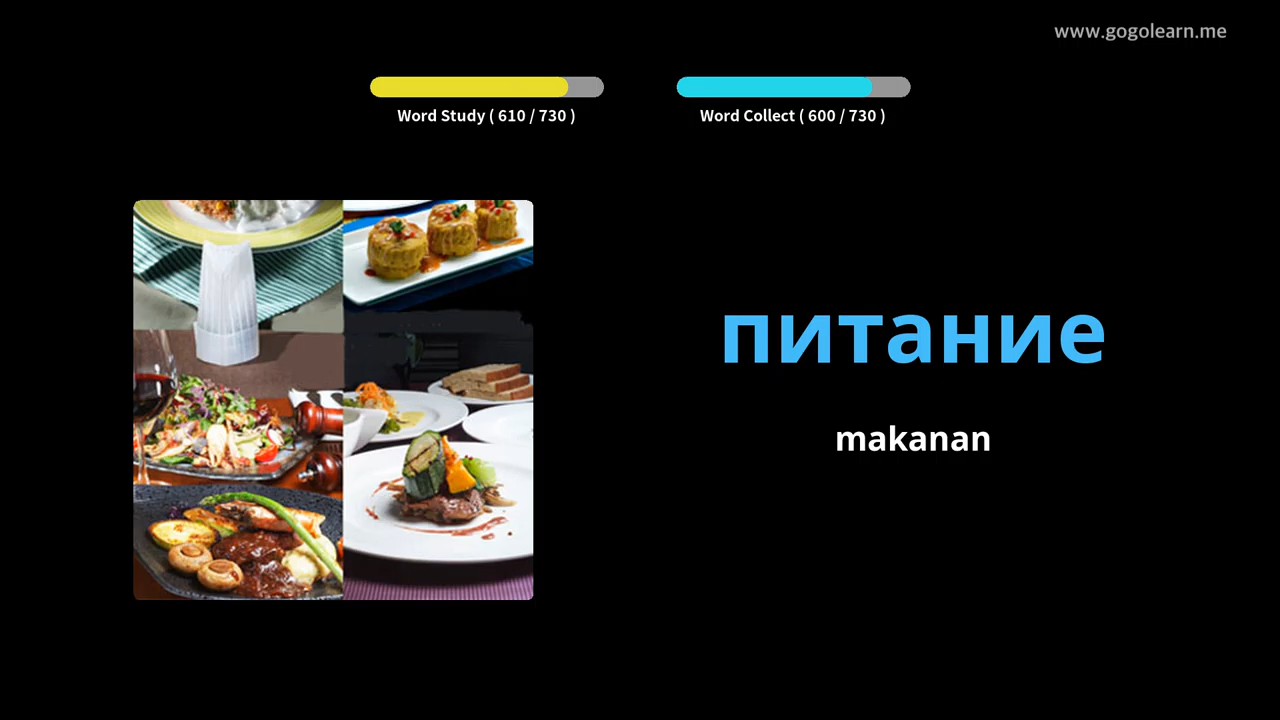 www.gogolearn.me
Word Study ( 610 / 730 )
Word Collect ( 600 / 730 )
питание
makanan